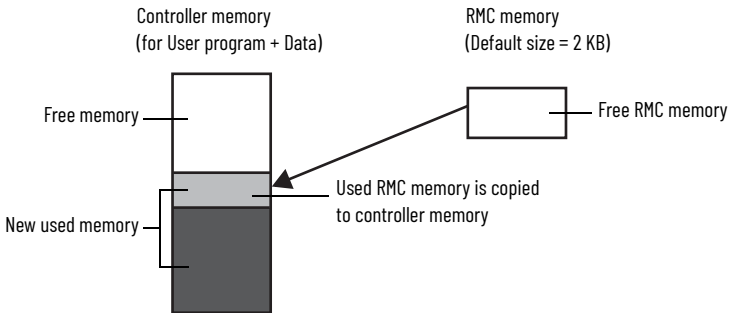 Controller memory
(for User program + Data)
RMC memory
(Default size = 2 KB)
Free memory
Free RMC memory
Used RMC memory is copied
to controller memory
New used memory